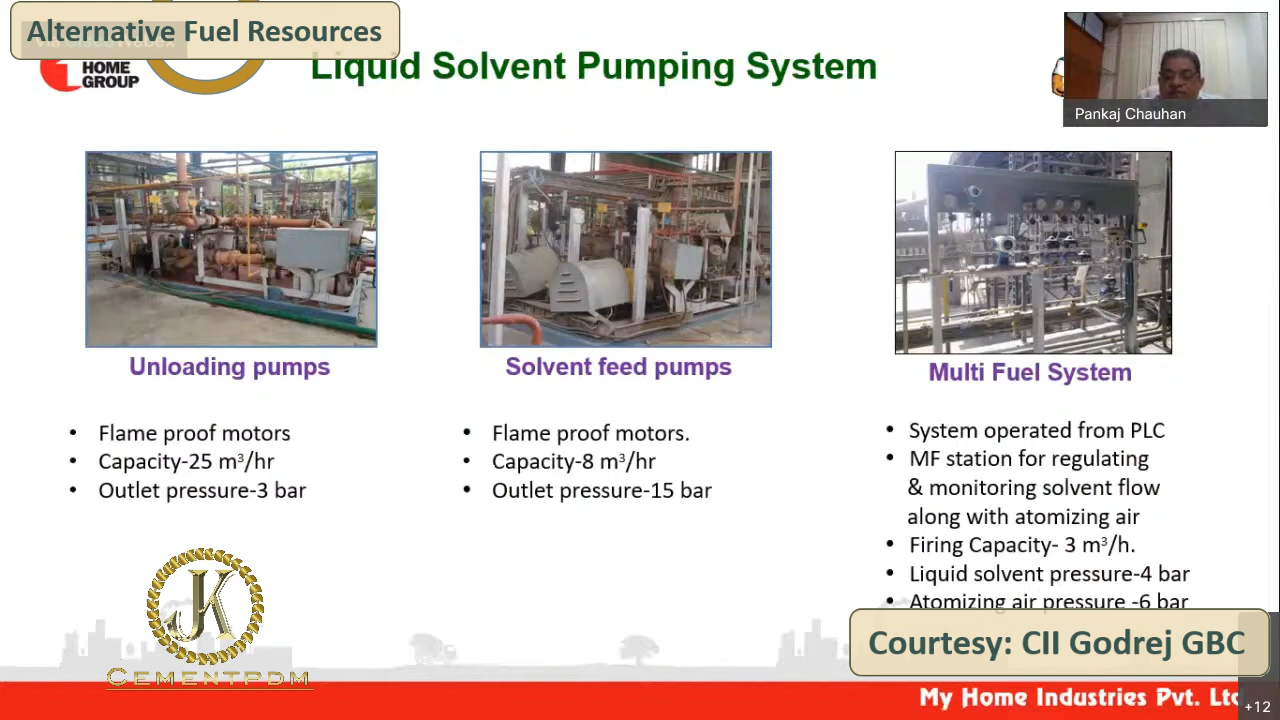 Alternative Fuel Resources
HOME
GROUP
Liquid Solvent Pumping System
Pankaj Chauhan
Unloading pumps
Solvent feed pumps
Multi Fuel System
• Flame proof motors
• Capacity-25 m³/hr
• Outlet pressure-3 bar
• Flame proof motors.
• Capacity-8 m³/hr
• Outlet pressure-15 bar
• System operated from PLC
• MF station for regulating
& monitoring solvent flow
along with atomizing air
• Firing Capacity- 3 m³/h.
• Liquid solvent pressure-4 bar
• Atomizing air pressure -6 bar
JK
CEMENTPDM
Courtesy: CII Godrej GBC
My Home Industries Pvt. Ltd
+12